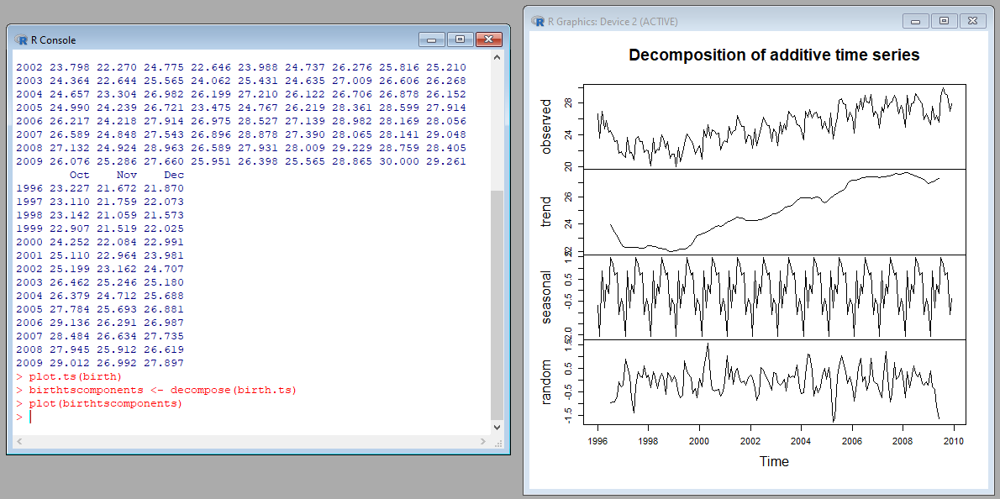 R Console
2002 23.798 22.270 24.775 22.646 23.988 24.737 26.276 25.816 25.210
2003 24.364 22.644 25.565 24.062 25.431 24.635 27.009 26.606 26.268
2004 24.657 23.304 26.982 26.199 27.210 26.122 26.706 26.878 26.152
2005 24.990 24.239 26.721 23.475 24.767 26.219 28.361 28.599 27.914
2006 26.217 24.218 27.914 26.975 28.527 27.139 28.982 28.169 28.056
2007 26.589 24.848 27.543 26.896 28.878 27.390 28.065 28.141 29.048
2008 27.132 24.924 28.963 26.589 27.931 28.009 29.229 28.759 28.405
2009 26.076 25.286 27.660 25.951 26.398 25.565 28.865 30.000 29.261
Oct Nov Dec
1996 23.227 21.672 21.870
1997 23.110 21.759 22.073
1998 23.142 21.059 21.573
1999 22.907 21.519 22.025
2000 24.252 22.084 22.991
2001 25.110 22.964 23.981
2002 25.199 23.162 24.707
2003 26.462 25.246 25.180
2004 26.379 24.712 25.688
2005 27.784 25.693 26.881
2006 29.136 26.291 26.987
2007 28.484 26.634 27.735
2008 27.945 25.912 26.619
2009 29.012 26.992 27.897
> plot.ts(birth)
> birthtscomponents <- decompose(birth.ts)
> plot(birthtscomponents)
>
R Graphics: Device 2 (ACTIVE)
Decomposition of additive time series
observed
28
24
20
trend
26
24
22
seasonal
1.5
0.5
-0.5
-2.0
random
1.5
0.5
-0.5
-1.5
1996 1998 2000 2002 2004 2006 2008 2010
Time